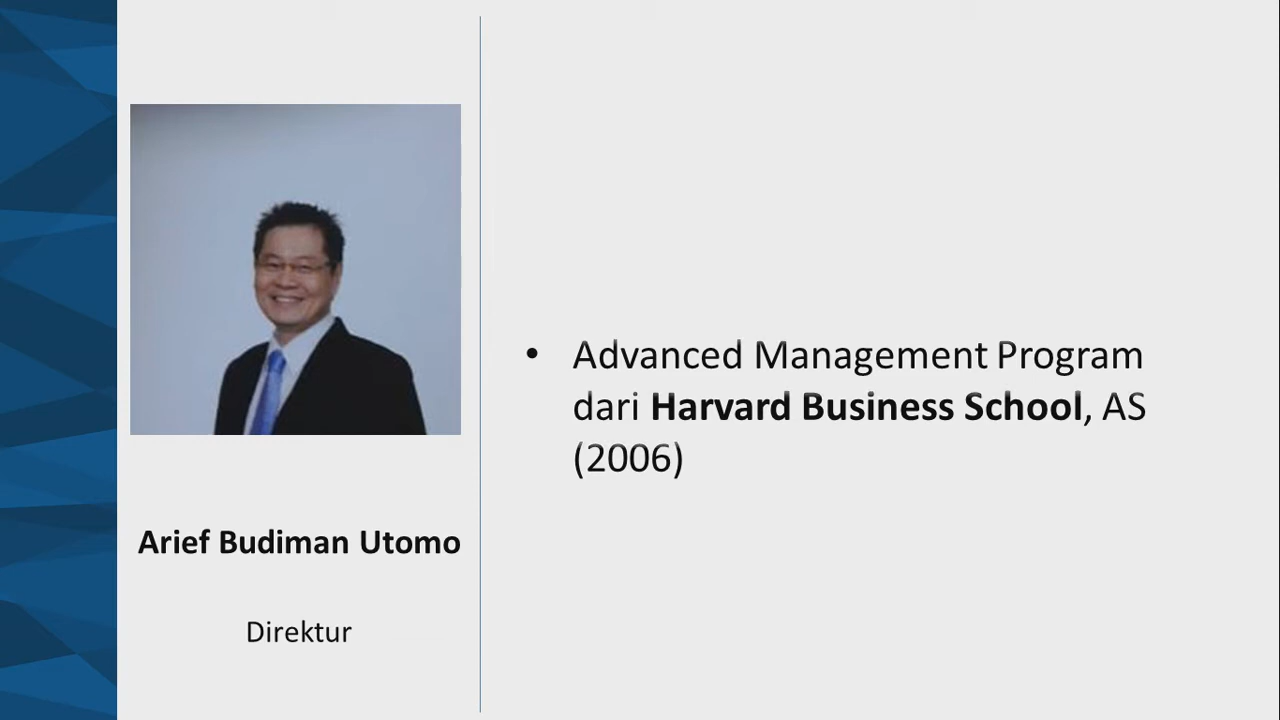 Arief Budiman Utomo
Direktur
• Advanced Management Program
dari Harvard Business School, AS
(2006)